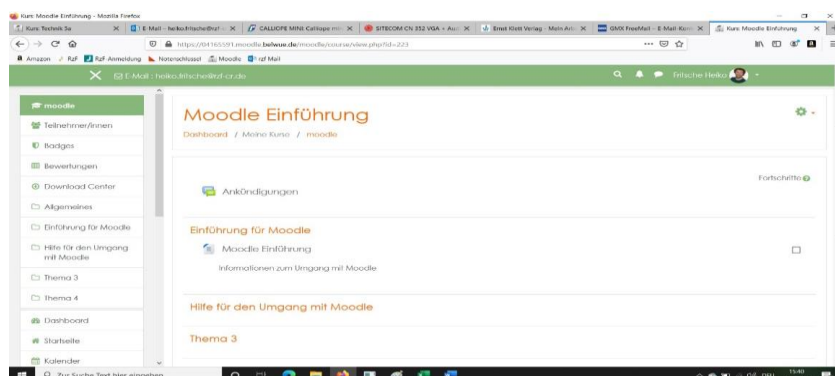 Kurs: Moodle Einführung - Mozilla Firefox
Kurs: Technik 5a
E-Mail - heiko.fritsche@rzf
CALLIOPE MINI: Calliope mini
SITECOM CN 352 VGA
Ernst Klett Verlag - Mein Arb
GMX FreeMail - E-Mail-Konto
Kurs: Moodle Einführung
https://04165591.moodle.belwue.de/moodle/course/view.php?id=223
Amazon
RzF
RzF-Anmeldung
Notenschlüssel
Moodle
rzf Mail
E-Mail : heiko.fritsche@rzf-cr.de
Fritsche Heiko
moodle
Teilnehmer/innen
Badges
Bewertungen
Download Center
Allgemeines
Einführung für Moodle
Hilfe für den Umgang
mit Moodle
Thema 3
Thema 4
Dashboard
Startseite
Kalender
Moodle Einführung
Dashboard / Meine Kurse / moodle
Fortschritte
Ankündigungen
Einführung für Moodle
Moodle Einführung
Informationen zum Umgang mit Moodle
Hilfe für den Umgang mit Moodle
Thema 3
Zur Suche Text hier eingeben
DEU
15:40